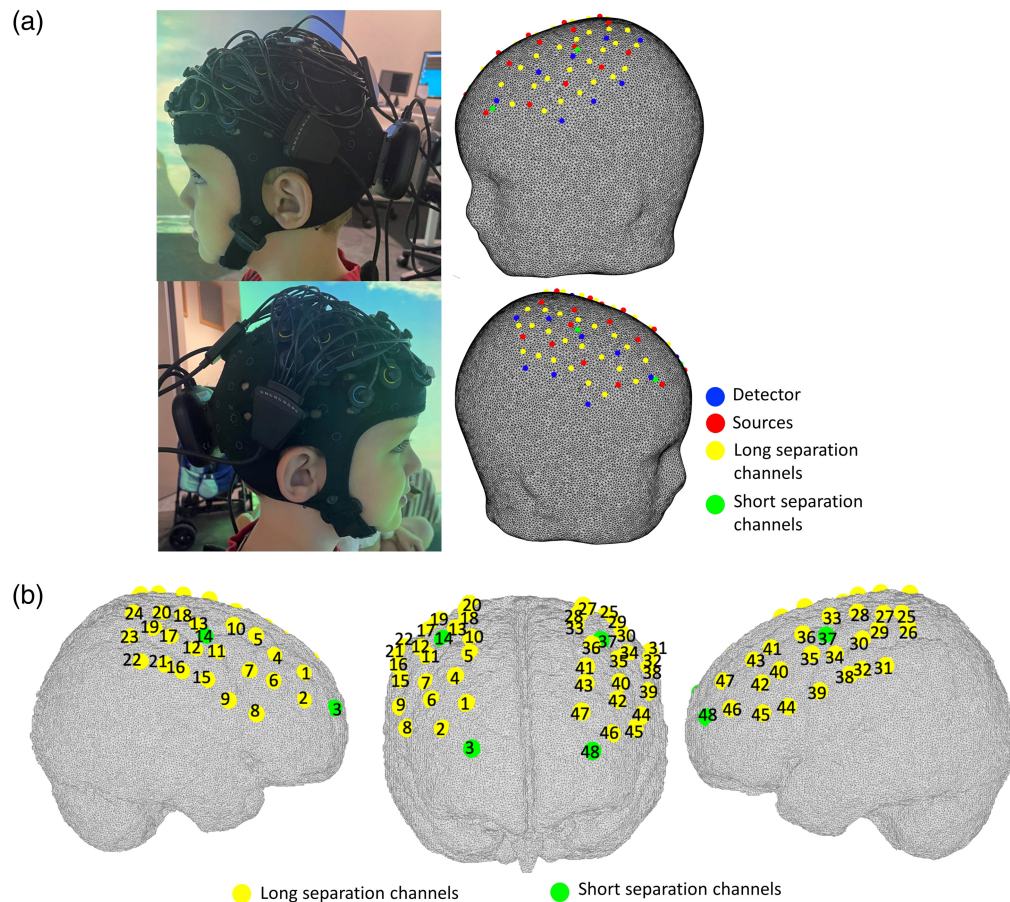 (a)
Detector
Sources
Long separation
channels
Short separation
channels
(b)
24 20 18 13 10 5 23 19 17 14 12 11 4 22 21 16 15 7 6 1 9 8 2 3
20 19 18 17 13 22 12 14 10 21 11 5 16 15 7 4 9 6 1 8 2 3
27 28 25 33 29 37 30 36 34 31 35 32 41 38 43 40 39 42 47 44 46 45 48
33 28 27 25 36 37 29 26 41 30 43 35 34 40 38 32 31 47 42 39 48 46 45 44
Long separation channels
Short separation channels